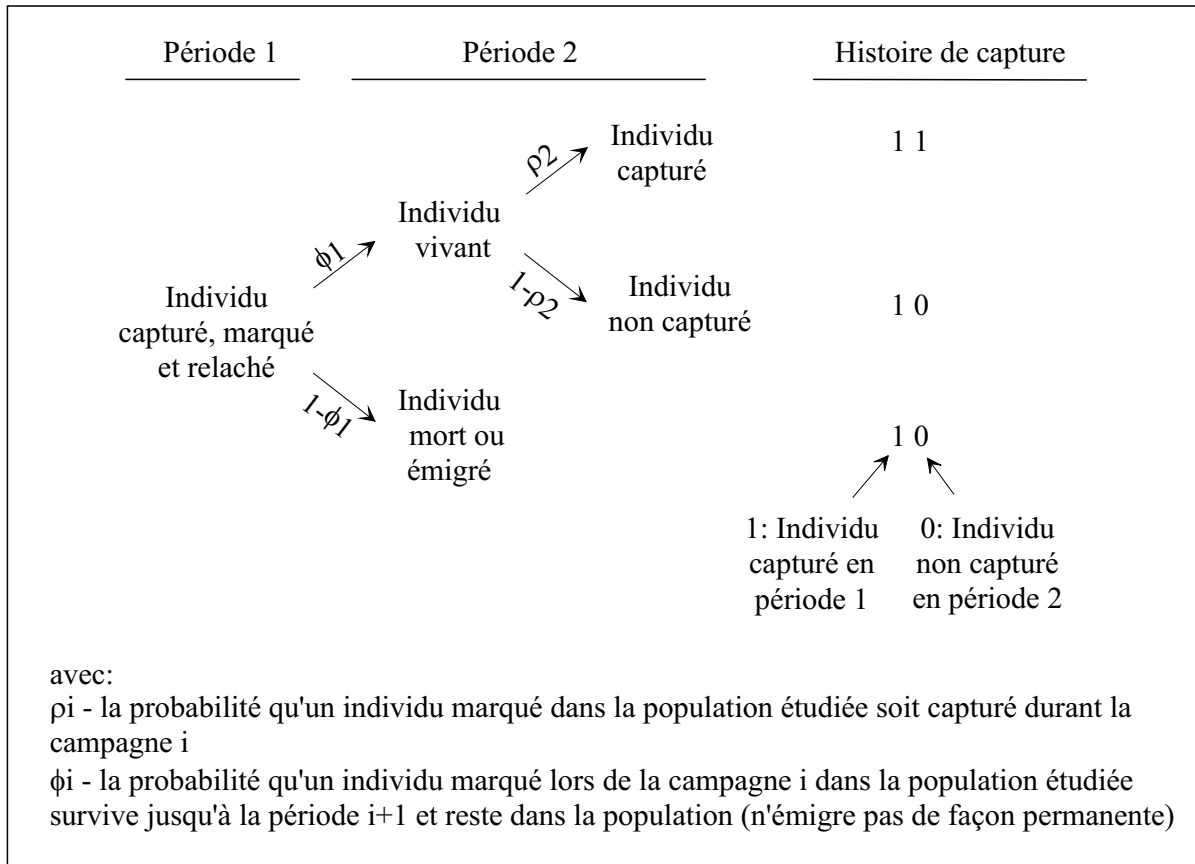 Période 1
Période 2
Histoire de capture
Individu
capturé
1 1
ρ2
Individu
vivant
ϕ1
1-ρ2
Individu
non capturé
1 0
Individu
capturé, marqué
et relaché
1-ϕ1
Individu
mort ou
émigré
1 0
1: Individu
capturé en
période 1
0: Individu
non capturé
en période 2
avec:
ρi - la probabilité qu'un individu marqué dans la population étudiée soit capturé durant la
campagne i
ϕi - la probabilité qu'un individu marqué lors de la campagne i dans la population étudiée
survive jusqu'à la période i+1 et reste dans la population (n'émigre pas de façon permanente)